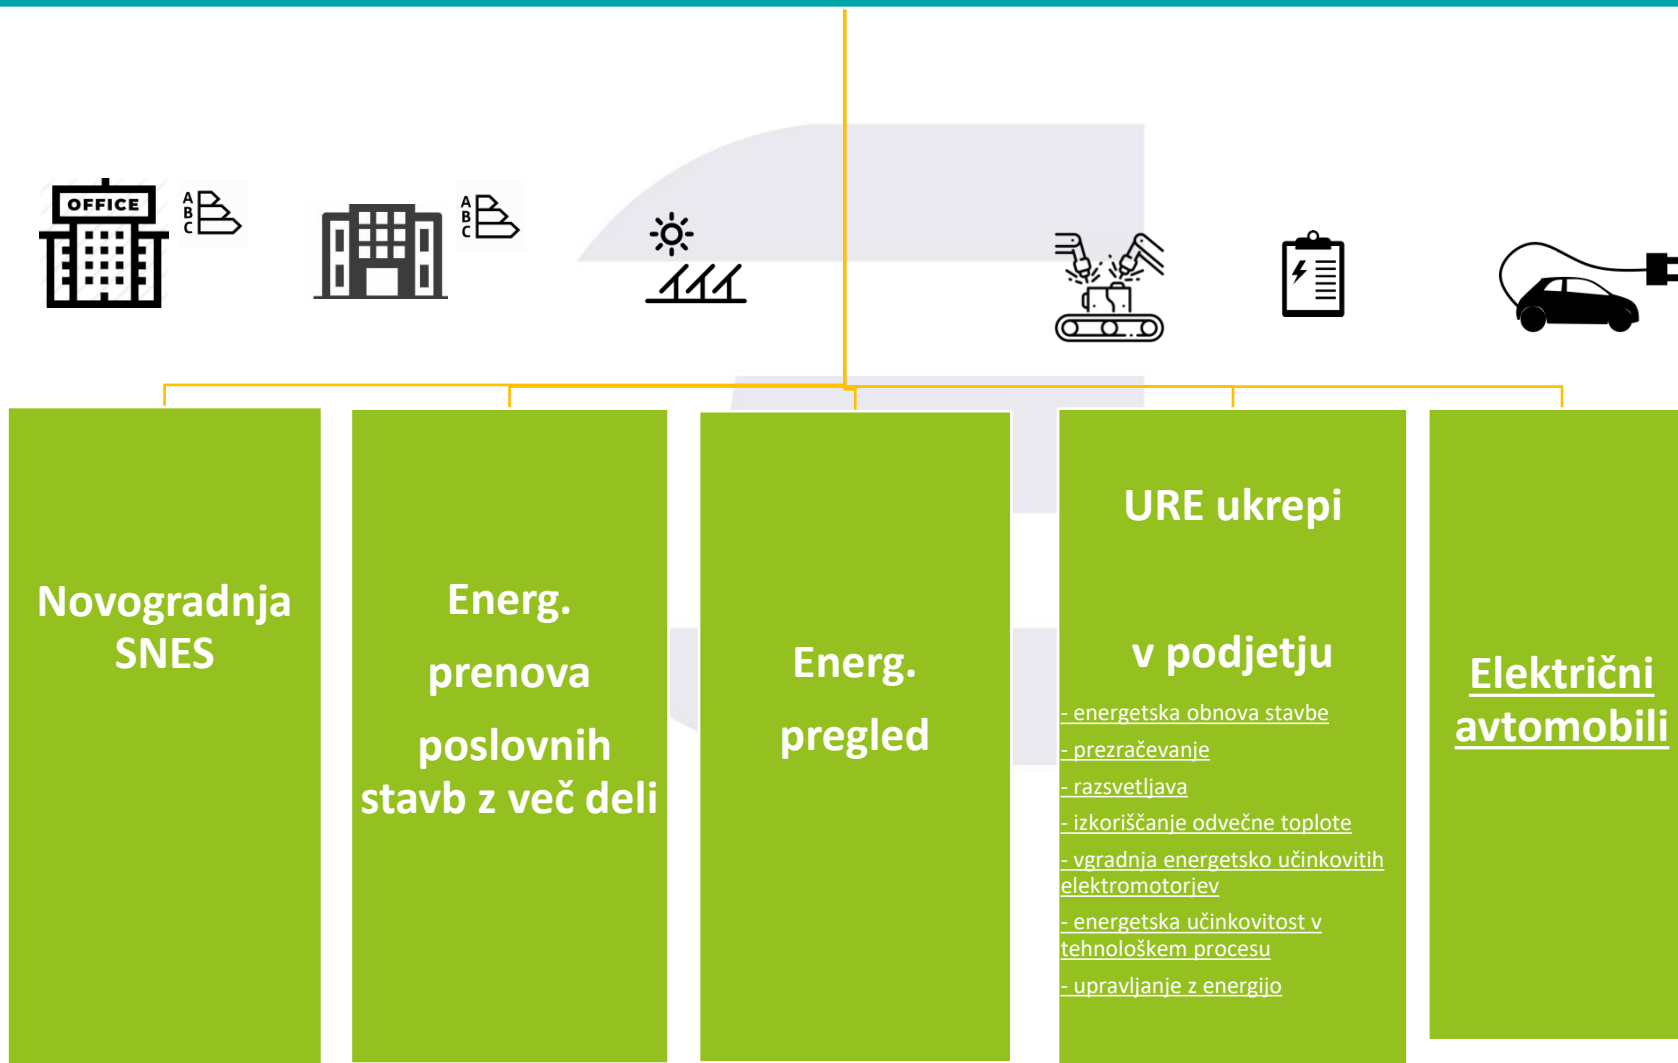 OFFICE
A
B
C
A
B
C
Novogradnja
SNES
Energ.
prenova
poslovnih
stavb z več deli
Energ.
pregled
URE ukrepi
v podjetju
- energetska obnova stavbe
- prezračevanje
- razsvetljava
- izkoriščanje odvečne toplote
- vgradnja energetsko učinkovitih
elektromotorjev
- energetska učinkovitost v
tehnološkem procesu
- upravljanje z energijo
Električni
avtomobili